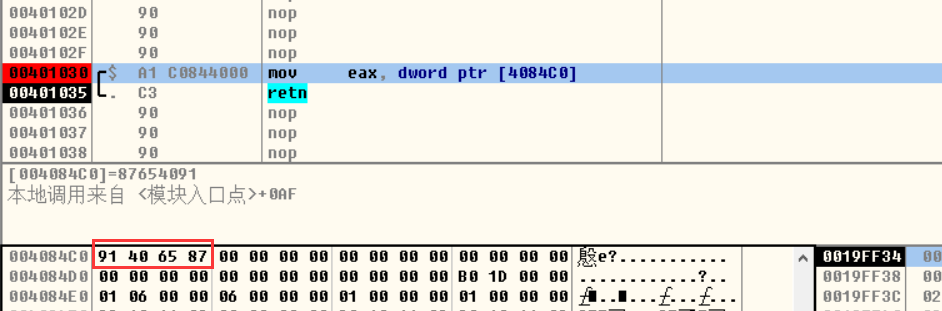 0040102D 90 nop
0040102E 90 nop
0040102F 90 nop
00401030 $ A1 C0844000 mov eax, dword ptr [4084C0]
00401035 . C3 retn
00401036 90 nop
00401037 90 nop
00401038 90 nop
[004084C0]=87654091
本地调用来自 <模块入口点>+0AF
004084C0 91 40 65 87 00 00 00 00 00 00 00 00 00 00 00 00 慇e?............ 0019FF34 00
004084D0 00 00 00 00 00 00 00 00 00 00 00 00 B0 1D 00 00 ............?.. 0019FF38 00
004084E0 01 06 00 00 06 00 00 00 01 00 00 00 01 00 00 00 0019FF3C 02